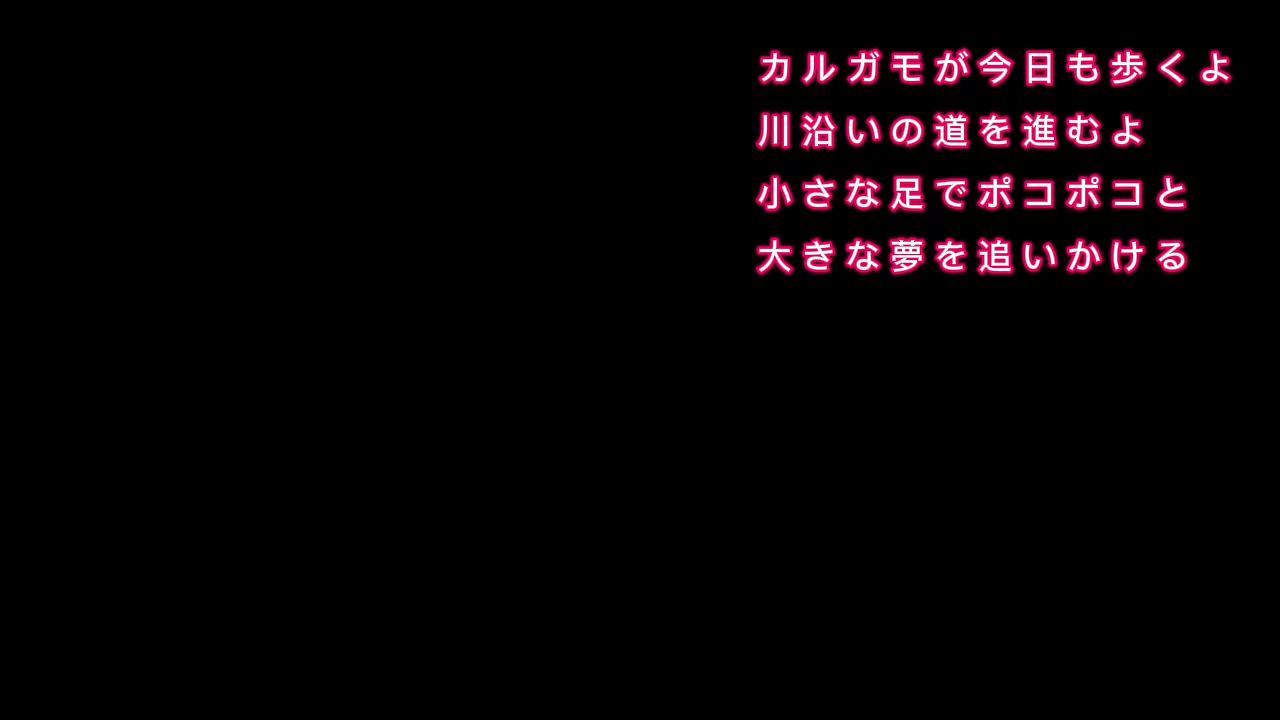 カルガモが今日も歩くよ
川沿いの道を進むよ
小さな足でポコポコと
大きな夢を追いかける